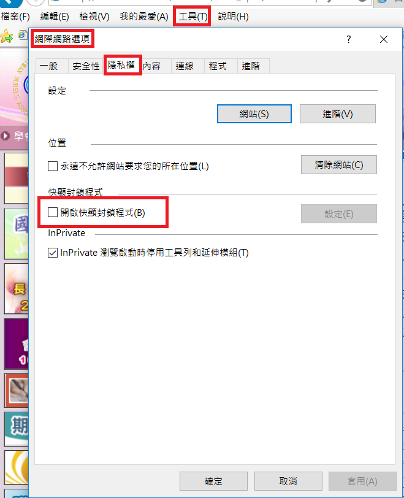 檔案(F) 編輯(E) 檢視(V) 我的最愛(A) 工具(T) 說明(H)
網際網路選項 ? ×
一般 安全性 隱私權 內容 連線 程式 進階
設定
網站(S) 進階(V)
位置
永遠不允許網站要求您的所在位置(L) 清除網站(C)
快顯封鎖程式
開啟快顯封鎖程式(B) 設定(E)
InPrivate
InPrivate 瀏覽啟動時停用工具列和延伸模組(T)
確定 取消 套用(A)